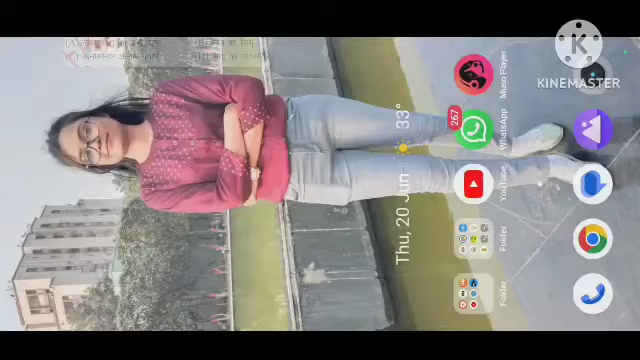 KINEMASTER
Thu, 20 Jun 33°
Music Player
267
WhatsApp
YouTube
Folder
Folder